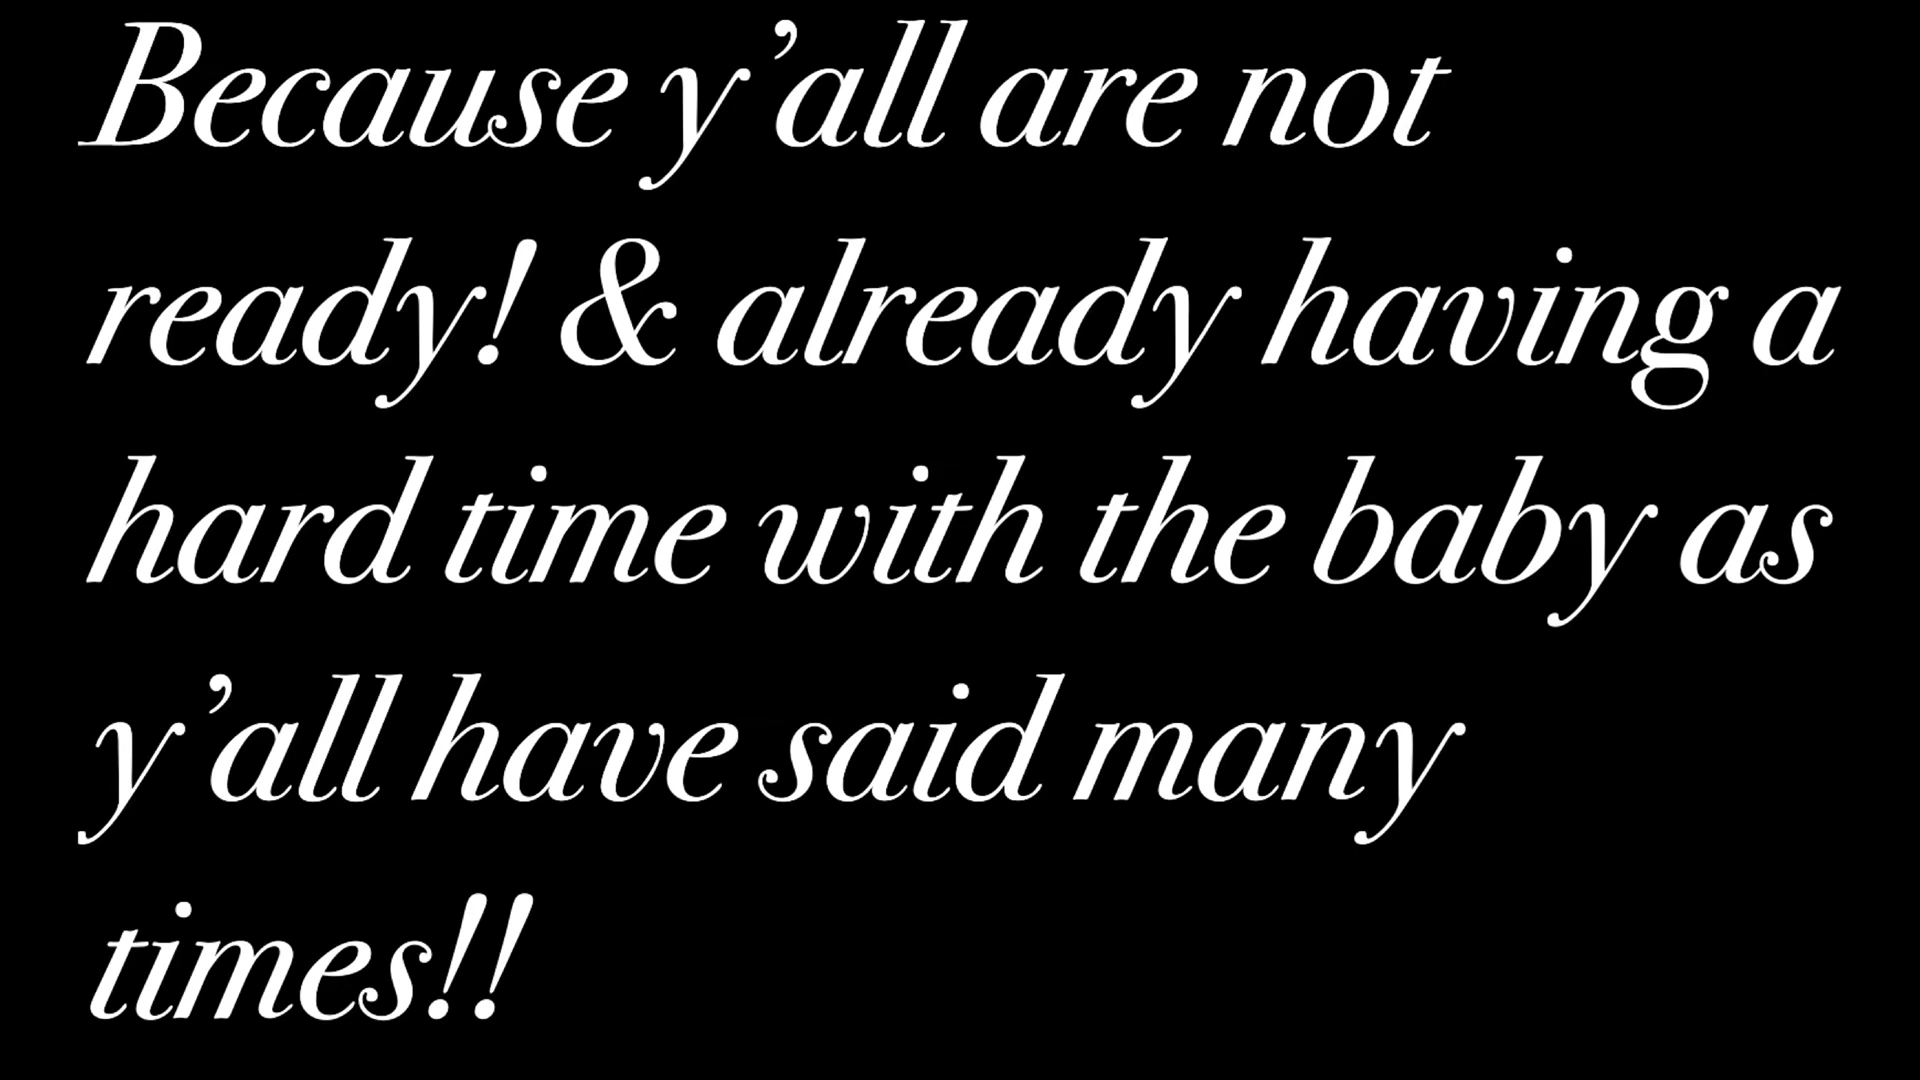 Because y’all are not
ready! & already having a
hard time with the baby as
y’all have said many
times!!